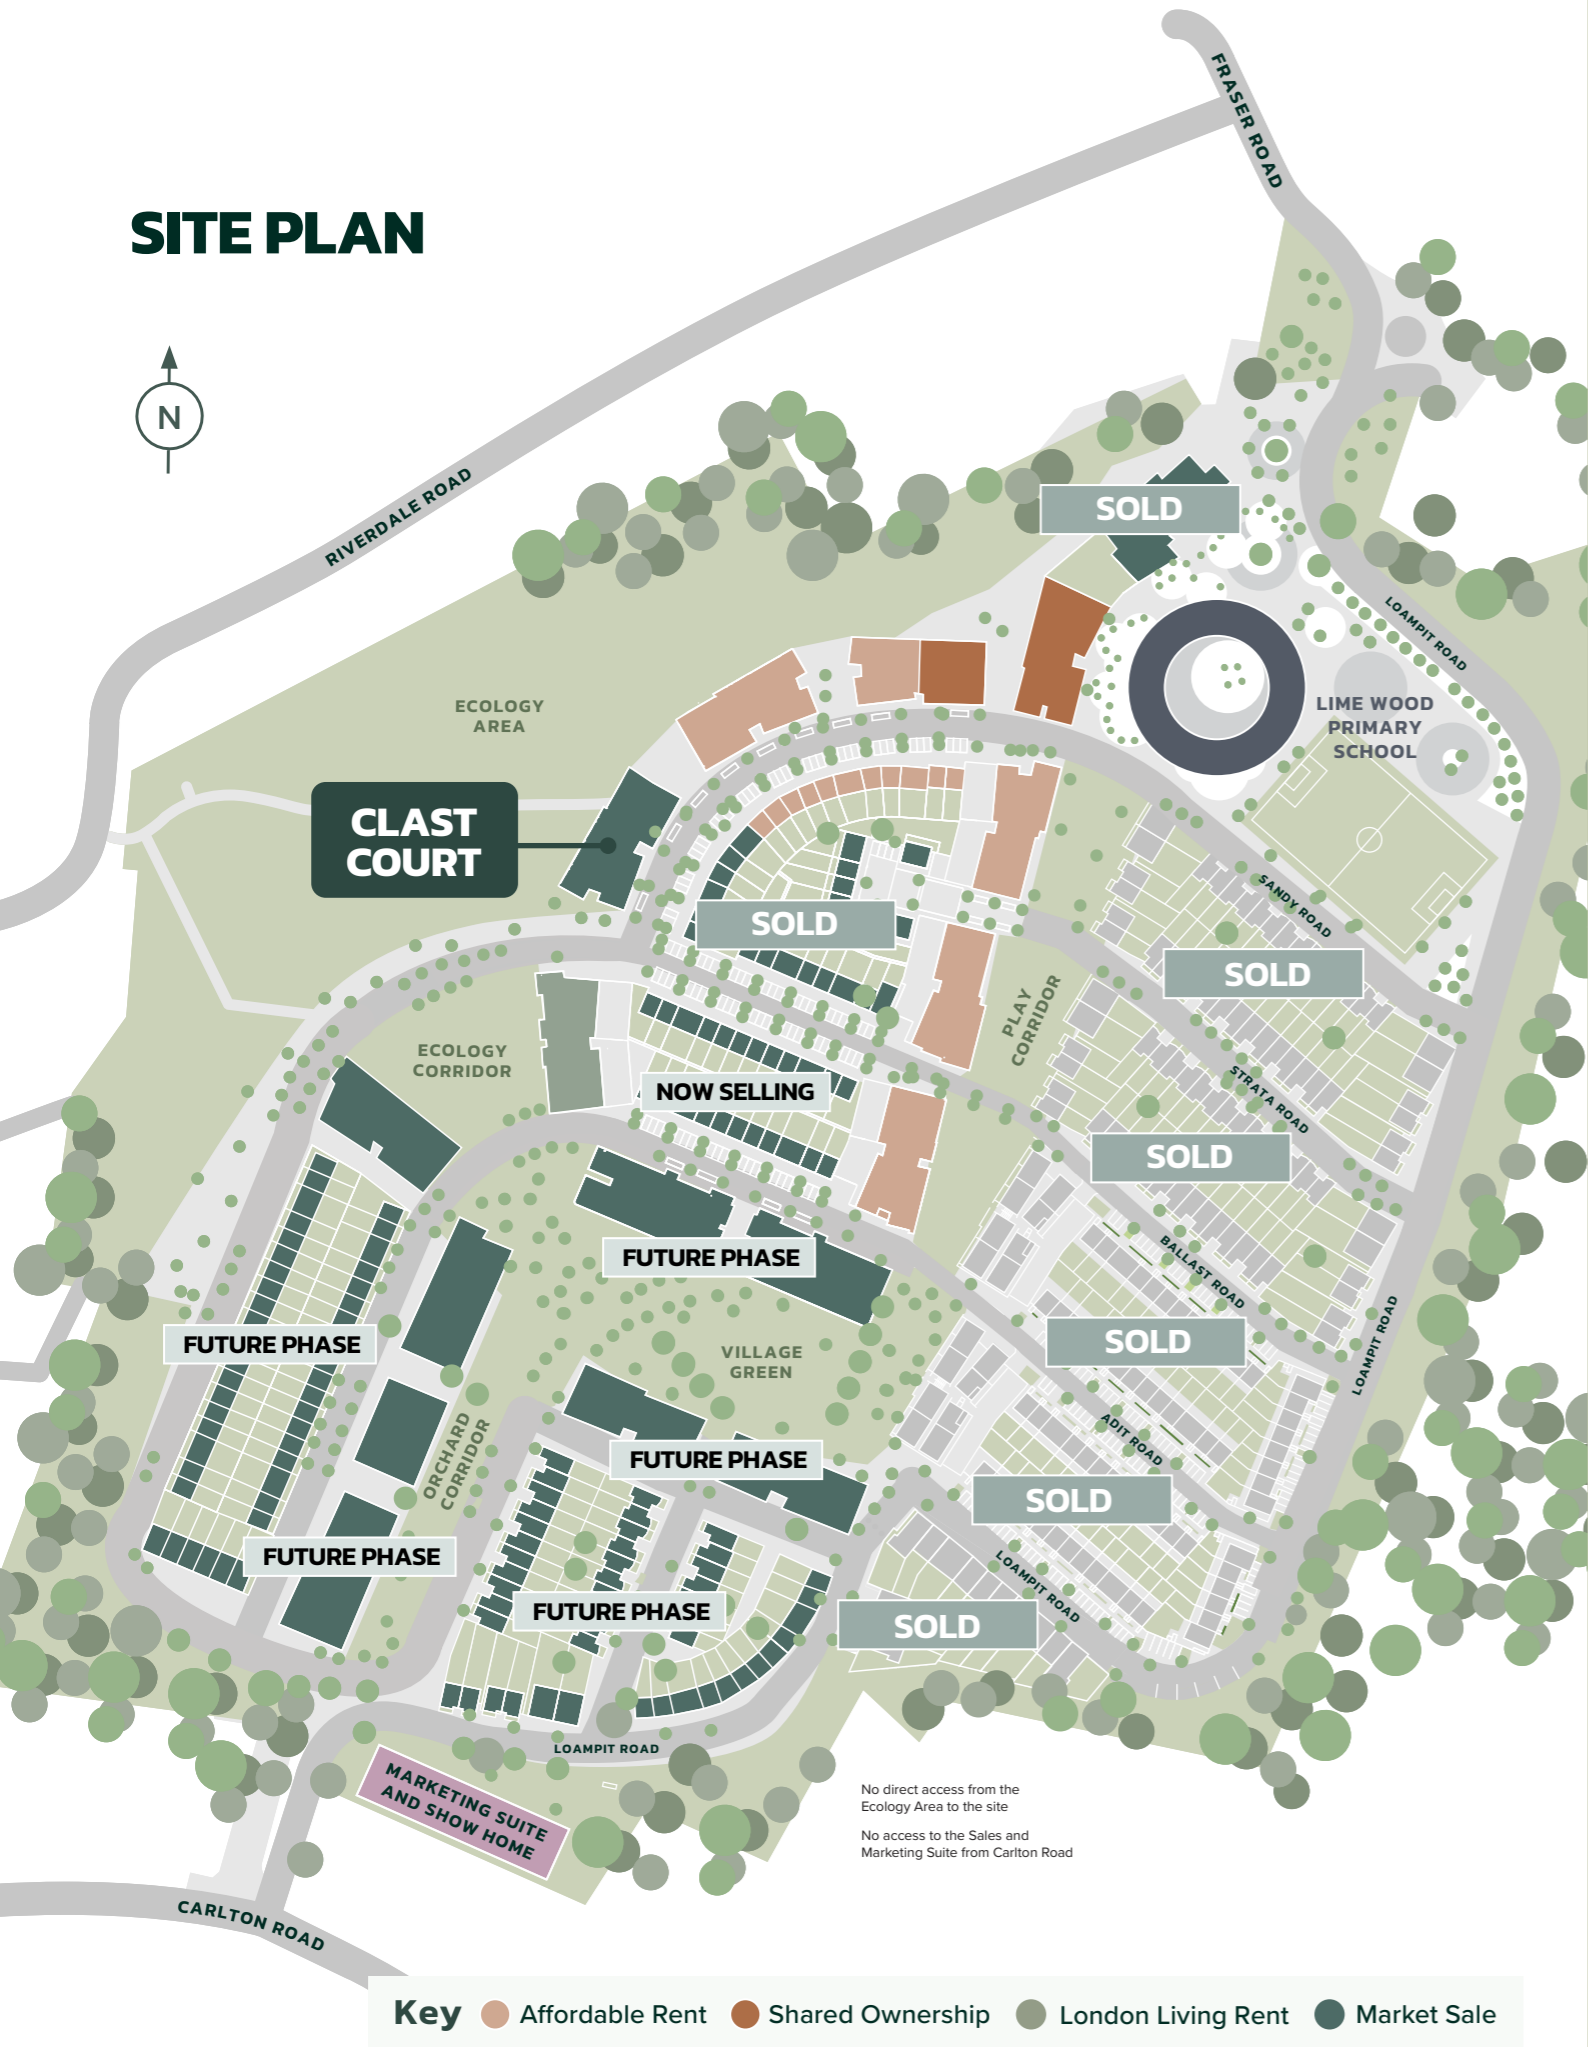 FRASER ROAD
SITE PLAN
N
RIVERDALE ROAD
SOLD
LOAMPIT ROAD
LIME WOOD
PRIMARY
SCHOOL
ECOLOGY
AREA
CLAST
COURT
SANDY ROAD
SOLD
SOLD
PLAY
CORRIDOR
ECOLOGY
CORRIDOR
NOW SELLING
STRATA ROAD
SOLD
FUTURE PHASE
BALLAST ROAD
FUTURE PHASE
SOLD
LOAMPIT ROAD
VILLAGE
GREEN
ADIT ROAD
ORCHARD
CORRIDOR
FUTURE PHASE
SOLD
FUTURE PHASE
LOAMPIT ROAD
FUTURE PHASE
SOLD
LOAMPIT ROAD
MARKETING SUITE
AND SHOW HOME
No direct access from the
Ecology Area to the site
No access to the Sales and
Marketing Suite from Carlton Road
CARLTON ROAD
Key Affordable Rent Shared Ownership London Living Rent Market Sale